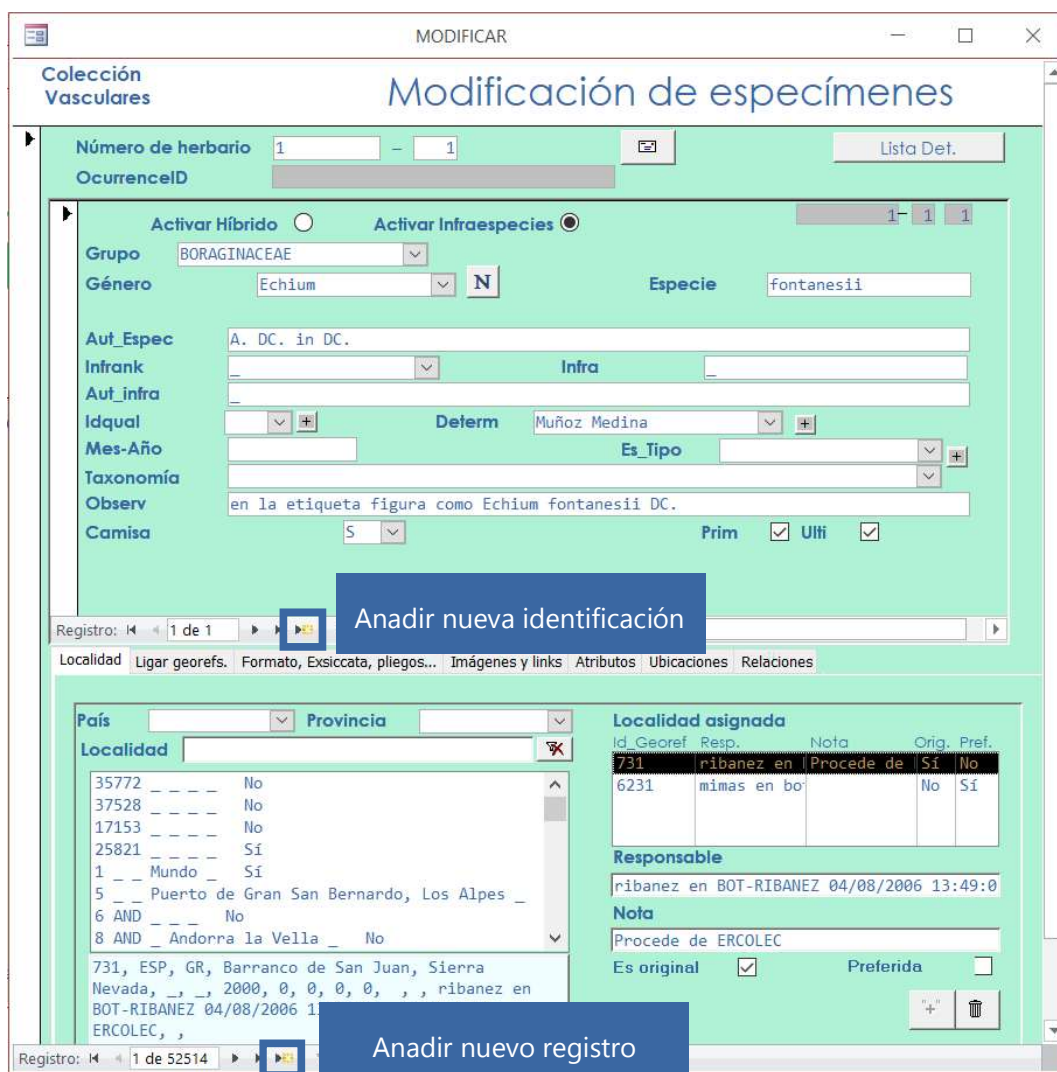 MODIFICAR
Colección
Vasculares
Modificación de especímenes
Número de herbario 1 – 1 Lista Det.
OcurrenceID
Activar Híbrido Activar Infraespecies 1- 1 1
Grupo BORAGINACEAE
Género Echium N Especie fontanesii
Aut_Espec A. DC. in DC.
Infrank _ Infra _
Aut_infra _
Idqual + Determ Muñoz Medina +
Mes-Año Es_Tipo +
Taxonomía
Observ en la etiqueta figura como Echium fontanesii DC.
Camisa S Prim Ulti
Anadir nueva identificación
Registro: 1 de 1
Localidad Ligar georefs. Formato, Exsiccata, pliegos... Imágenes y links Atributos Ubicaciones Relaciones
País Provincia
Localidad
35772 _ _ _ _ No
37528 _ _ _ _ No
17153 _ _ _ _ No
25821 _ _ _ _ Sí
1 _ _ Mundo _ Sí
5 _ _ Puerto de Gran San Bernardo, Los Alpes _
6 AND _ _ _ No
8 AND _ Andorra la Vella _ No
731, ESP, GR, Barranco de San Juan, Sierra
Nevada, _, _, 2000, 0, 0, 0, 0, , , ribanez en
BOT-RIBANEZ 04/08/2006 1
ERCOLEC, ,
Localidad asignada
Id_Georef Resp. Nota Orig. Pref.
731 ribanez en Procede de Sí No
6231 mimas en bo No Sí
Responsable
ribanez en BOT-RIBANEZ 04/08/2006 13:49:0
Nota
Procede de ERCOLEC
Es original Preferida
"+"
Anadir nuevo registro
Registro: 1 de 52514